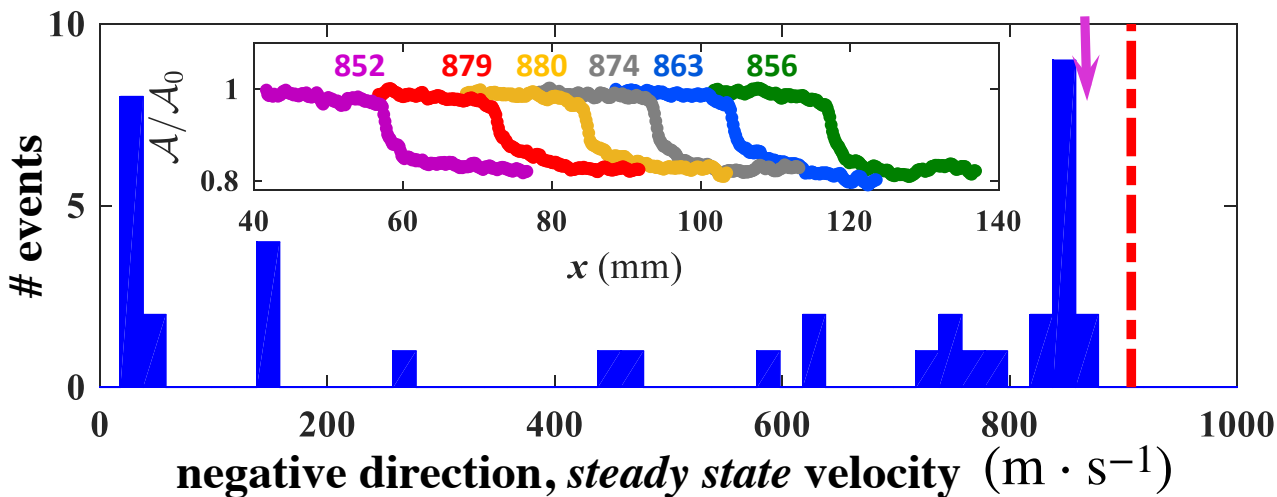 10
5
0
# events
0 200 400 600 800 1000
negative direction, steady state velocity (m · s⁻¹)
852 879 880 874 863 856
1
0.8
𝒜/𝒜₀
40 60 80 100 120 140
x (mm)